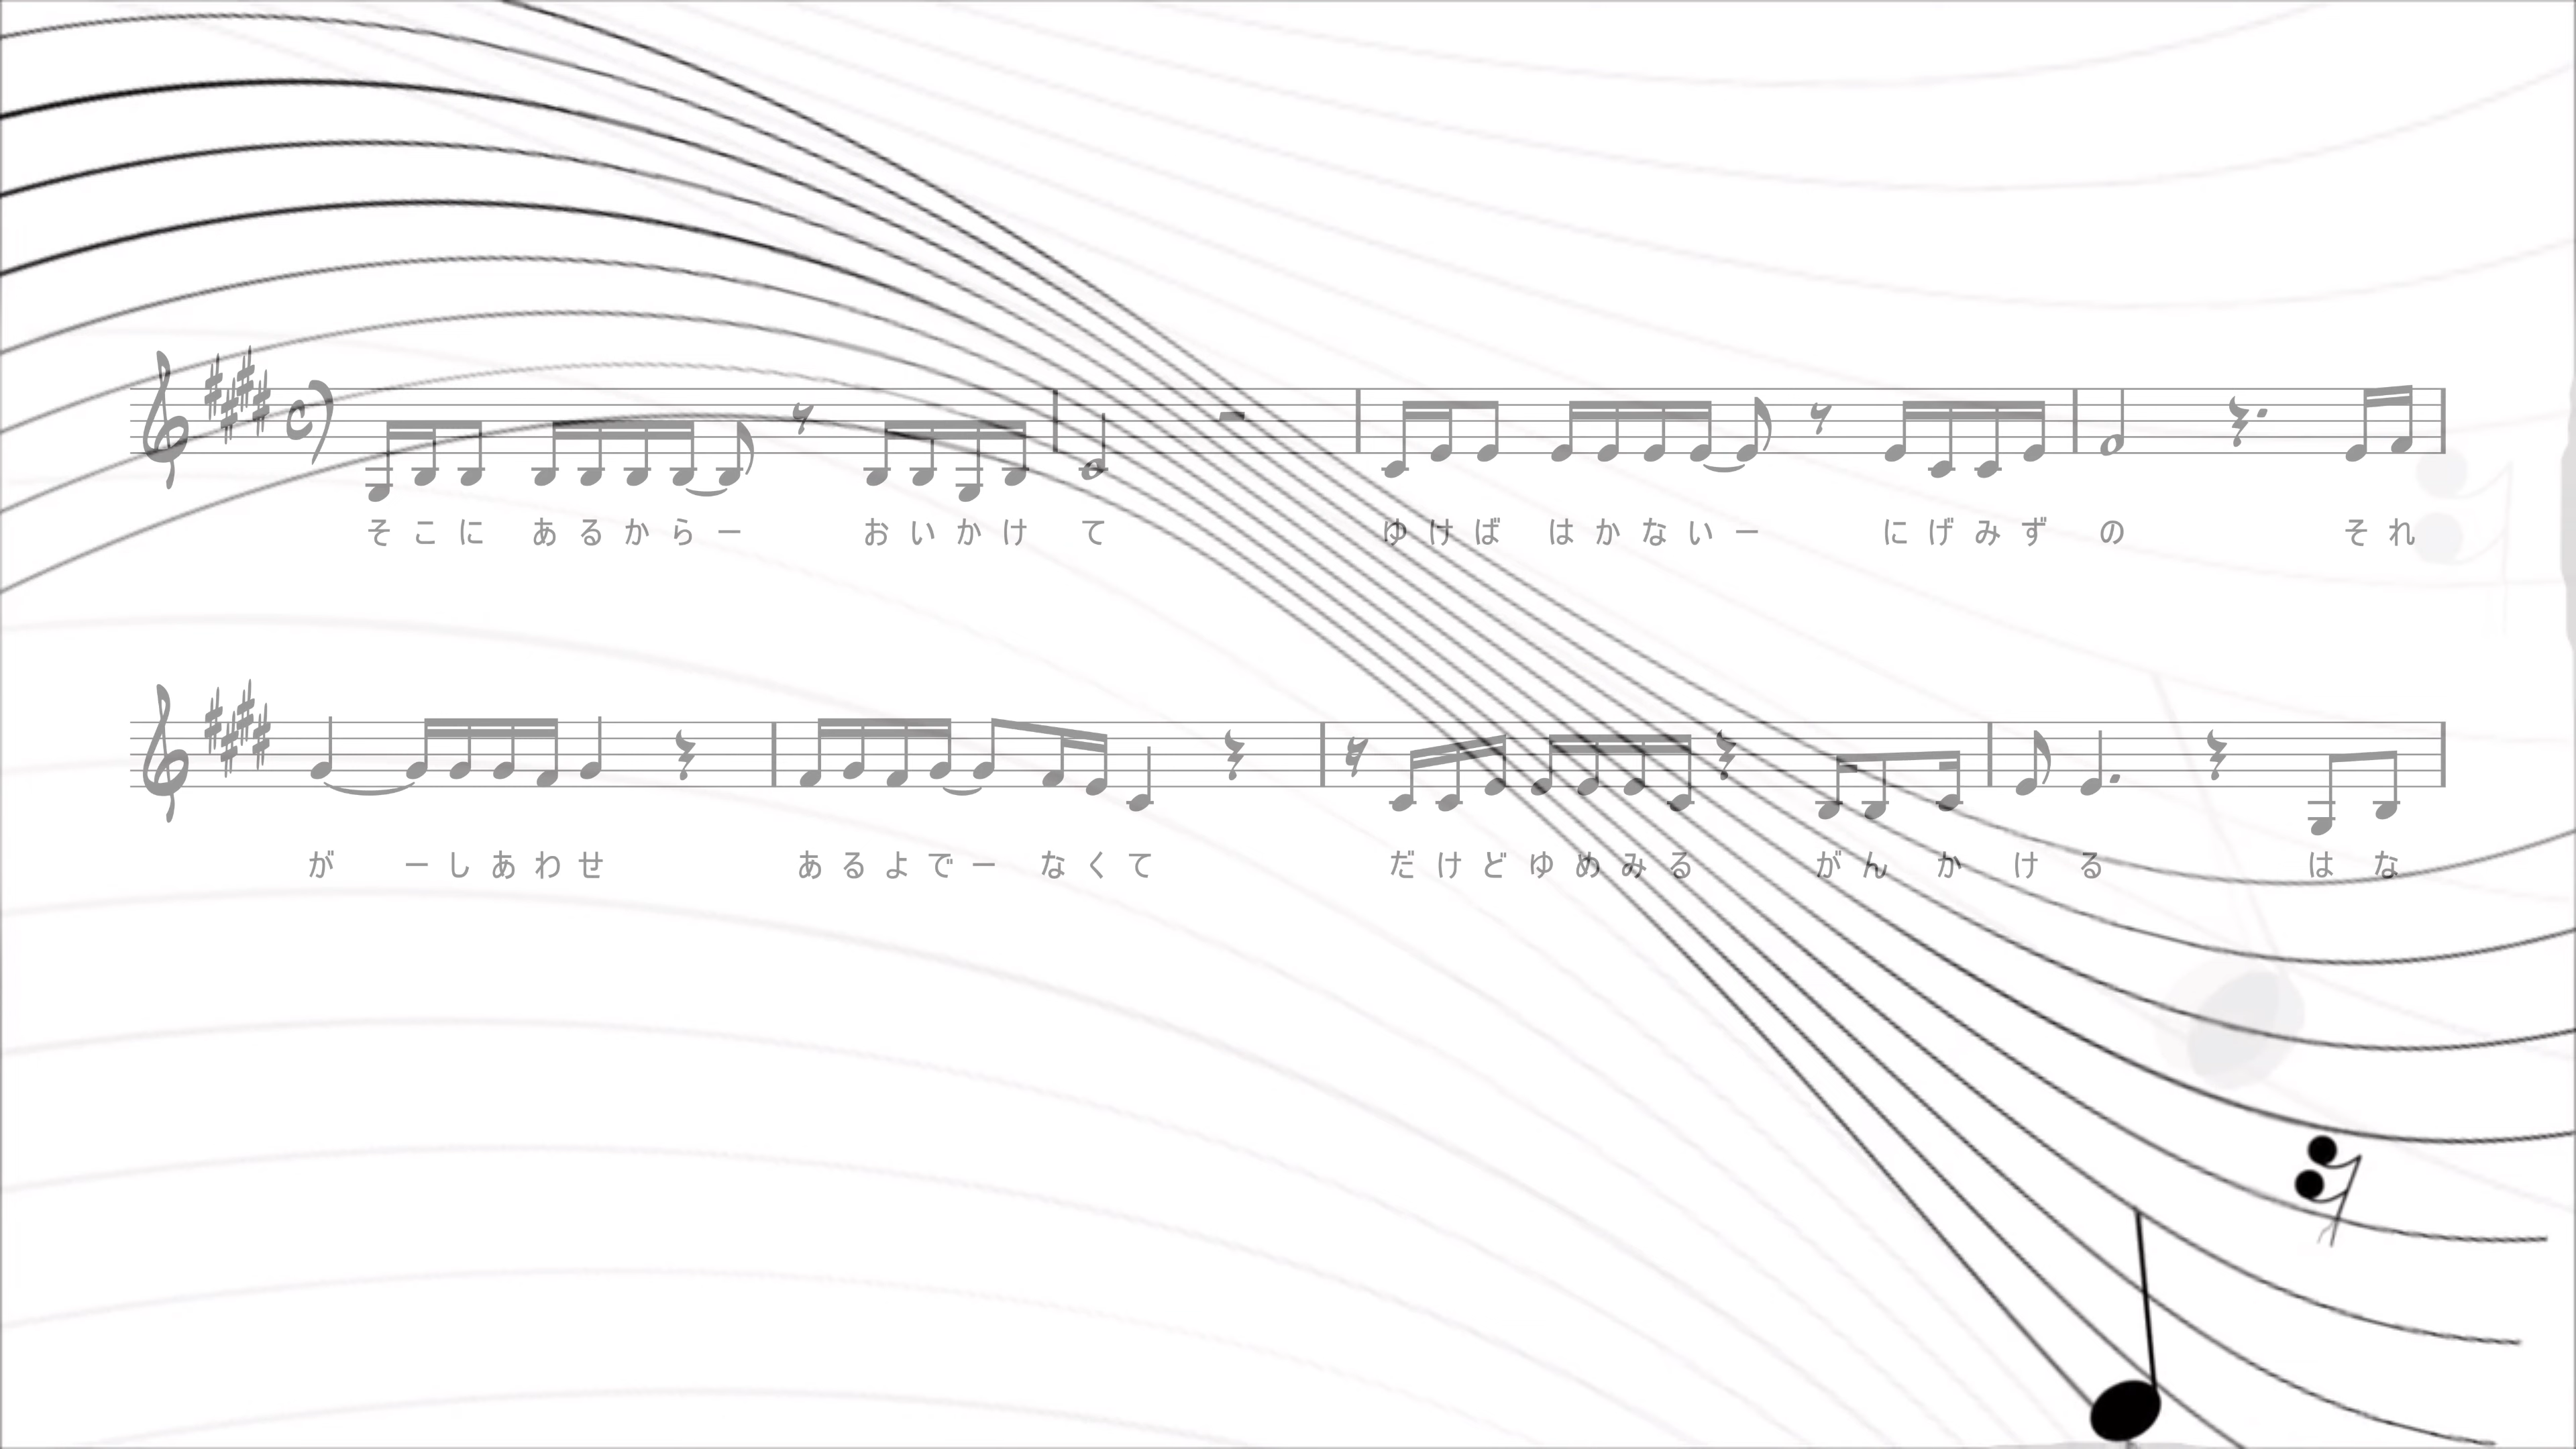 そこに あるからー おいかけ て ゆけば はかないー にげみず の それ
が ーしあわせ あるよでー なくて だけどゆめみる がん か ける はな